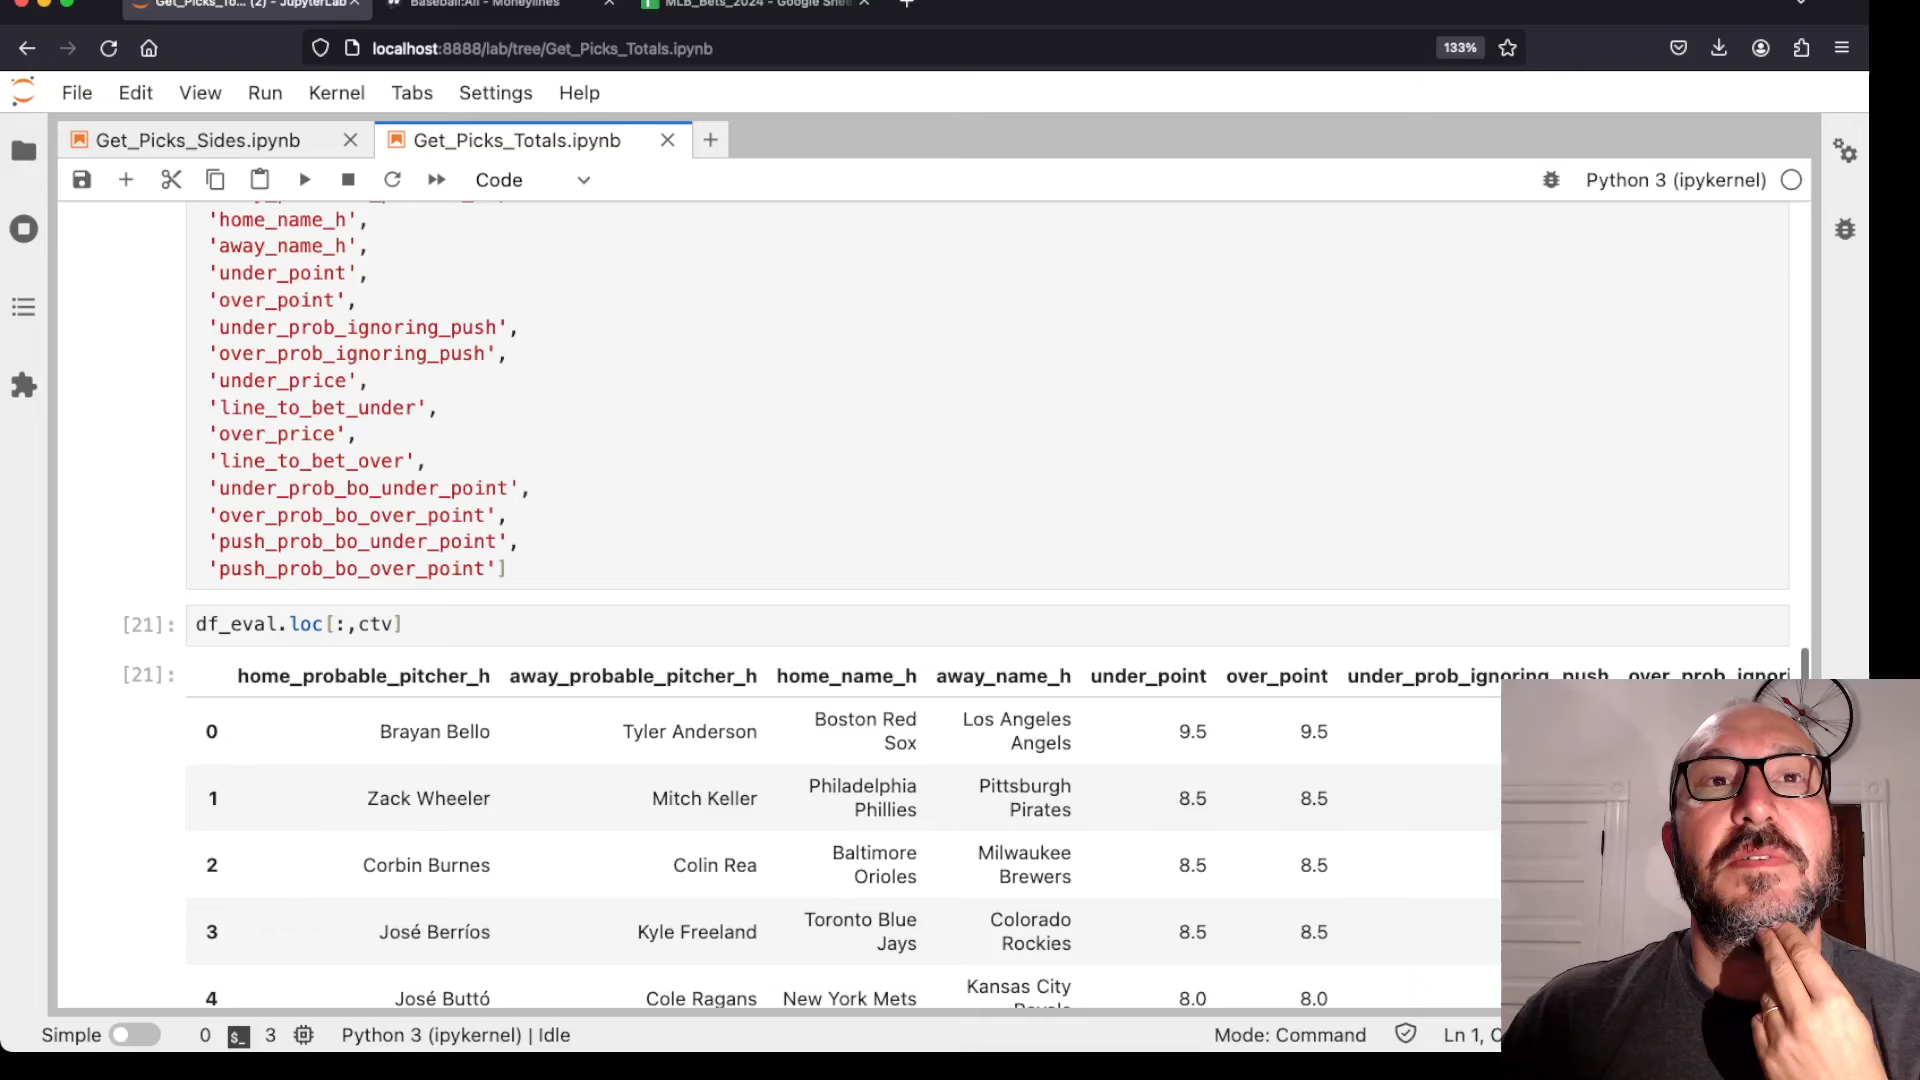 Get_Picks_To... (2) - JupyterLab
Baseball:All - Moneylines
MLB_Bets_2024 - Google Shee
localhost:8888/lab/tree/Get_Picks_Totals.ipynb
133%
File Edit View Run Kernel Tabs Settings Help
Get_Picks_Sides.ipynb
Get_Picks_Totals.ipynb
Code
Python 3 (ipykernel)
'home_name_h',
'away_name_h',
'under_point',
'over_point',
'under_prob_ignoring_push',
'over_prob_ignoring_push',
'under_price',
'line_to_bet_under',
'over_price',
'line_to_bet_over',
'under_prob_bo_under_point',
'over_prob_bo_over_point',
'push_prob_bo_under_point',
'push_prob_bo_over_point']
[21]: df_eval.loc[:,ctv]
[21]: home_probable_pitcher_h away_probable_pitcher_h home_name_h away_name_h under_point over_point under_prob_ignoring_push over_prob_ignori
0 Brayan Bello Tyler Anderson Boston Red Sox Los Angeles Angels 9.5 9.5
1 Zack Wheeler Mitch Keller Philadelphia Phillies Pittsburgh Pirates 8.5 8.5
2 Corbin Burnes Colin Rea Baltimore Orioles Milwaukee Brewers 8.5 8.5
3 José Berríos Kyle Freeland Toronto Blue Jays Colorado Rockies 8.5 8.5
4 José Buttó Cole Ragans New York Mets Kansas City 8.0 8.0
Simple 0 $_ 3 Python 3 (ipykernel) | Idle Mode: Command Ln 1, C